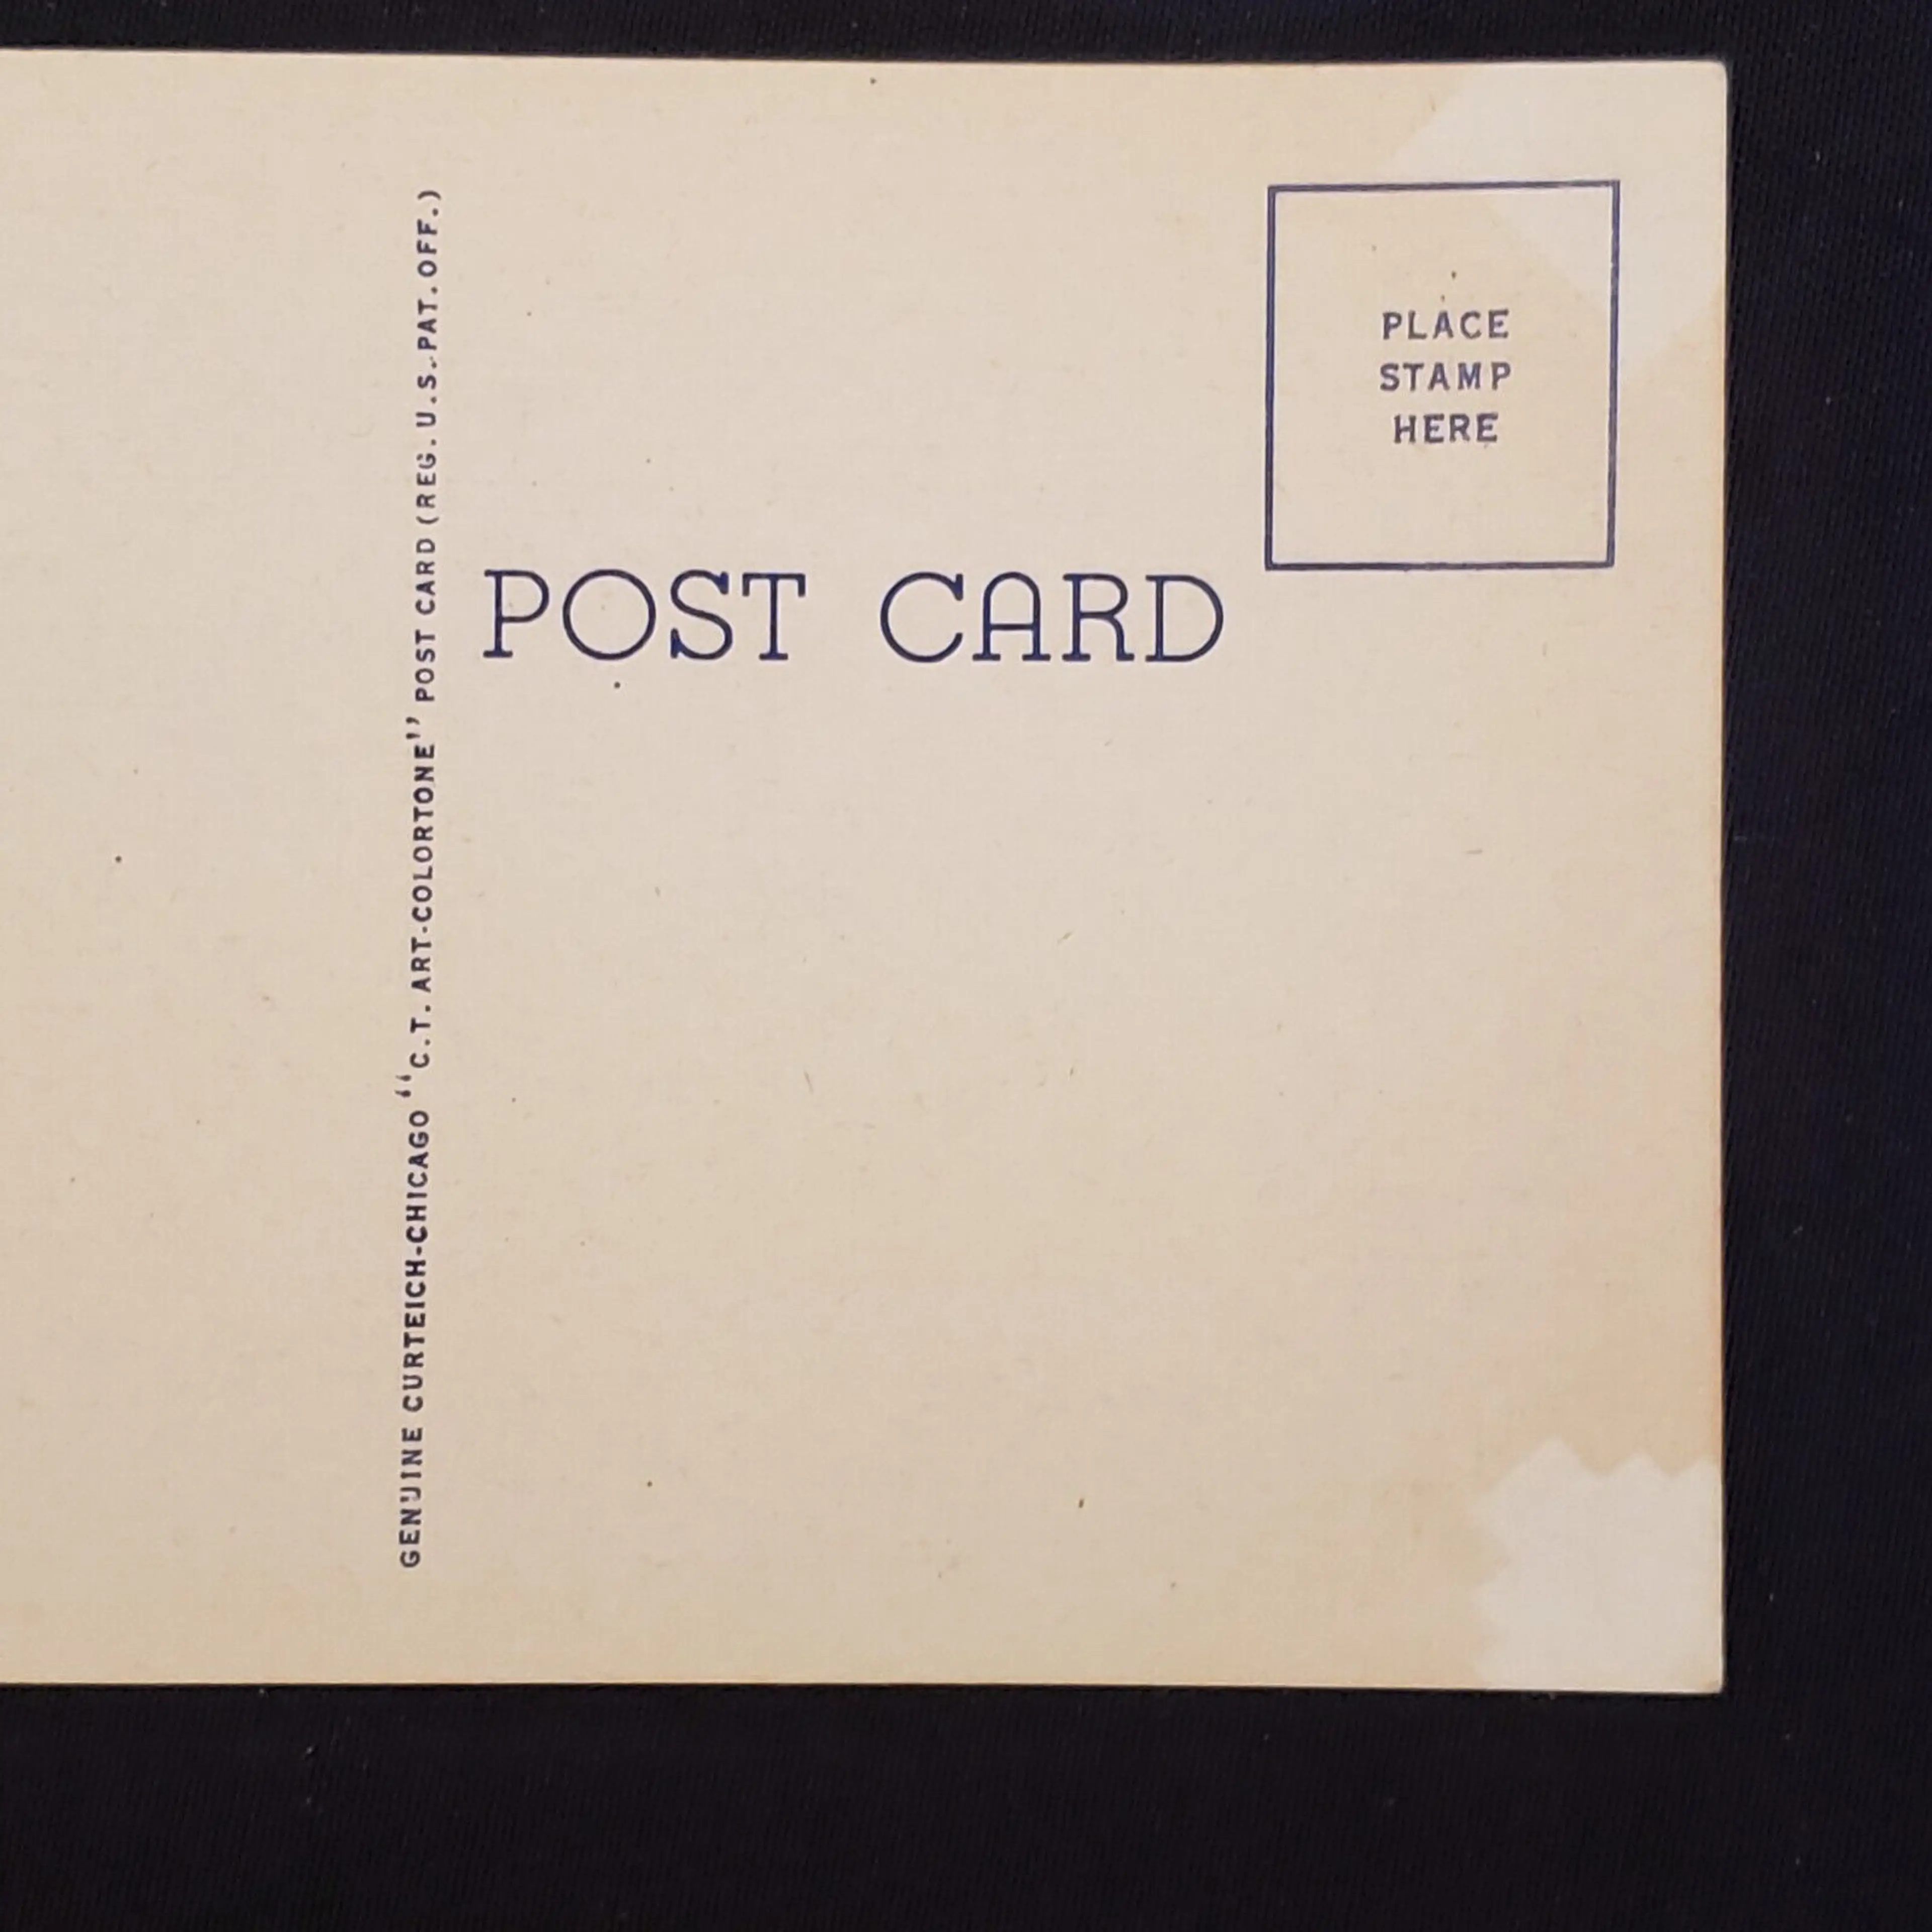 GENUINE CURTEICH-CHICAGO “C.T. ART-COLORTONE” POST CARD (REG. U.S. PAT. OFF.)
POST CARD
PLACE
STAMP
HERE